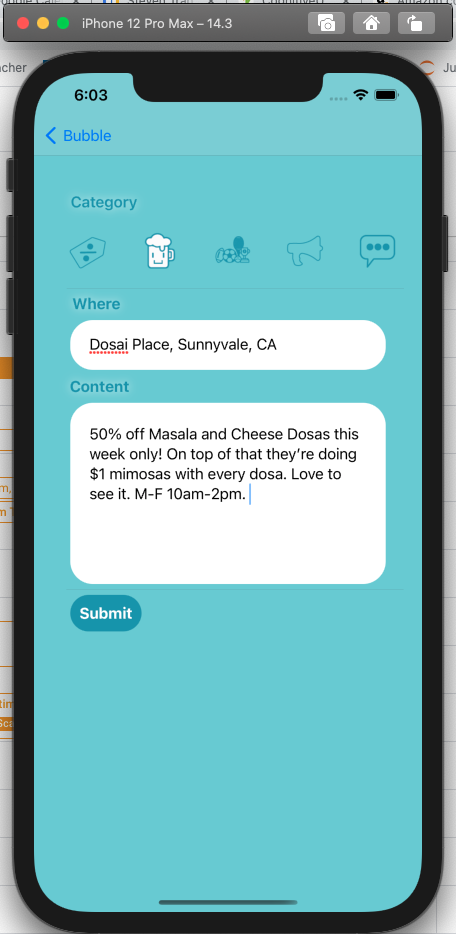 iPhone 12 Pro Max – 14.3
acher
Ju
6:03
Bubble
Category
Where
Dosai Place, Sunnyvale, CA
Content
50% off Masala and Cheese Dosas this
week only! On top of that they're doing
$1 mimosas with every dosa. Love to
see it. M-F 10am-2pm.
Submit